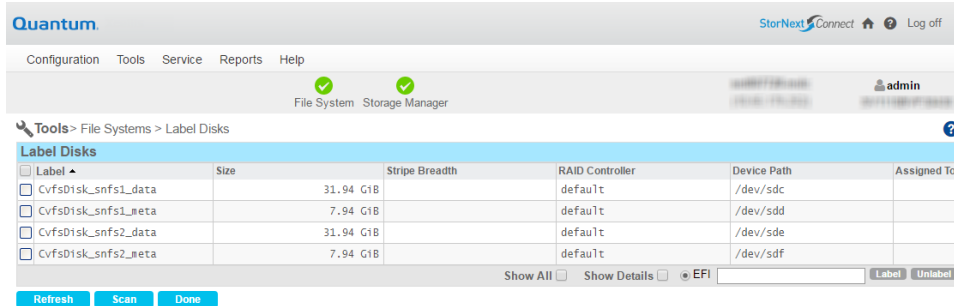 Quantum.
StorNext Connect Log off
Configuration Tools Service Reports Help
admin
File System Storage Manager
Tools> File Systems > Label Disks
Label Disks
Label Size Stripe Breadth RAID Controller Device Path Assigned To
CvfsDisk_snfs1_data 31.94 GiB default /dev/sdc
CvfsDisk_snfs1_meta 7.94 GiB default /dev/sdd
CvfsDisk_snfs2_data 31.94 GiB default /dev/sde
CvfsDisk_snfs2_meta 7.94 GiB default /dev/sdf
Show All Show Details EFI Label Unlabel
Refresh Scan Done